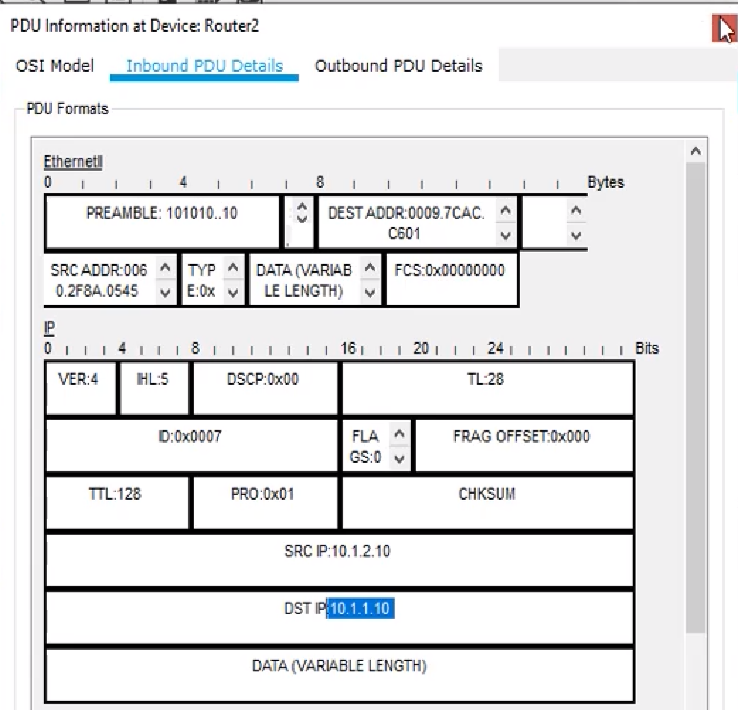 PDU Information at Device: Router2
OSI Model Inbound PDU Details Outbound PDU Details
PDU Formats
EthernetII
0 4 8 Bytes
PREAMBLE: 101010..10 DEST ADDR:0009.7CAC.
C601
SRC ADDR:006 TYP DATA (VARIAB FCS:0x00000000
0.2F8A.0545 E:0x LE LENGTH)
IP
0 4 8 16 20 24 Bits
VER:4 IHL:5 DSCP:0x00 TL:28
ID:0x0007 FLA FRAG OFFSET:0x000
GS:0
TTL:128 PRO:0x01 CHKSUM
SRC IP:10.1.2.10
DST IP:10.1.1.10
DATA (VARIABLE LENGTH)